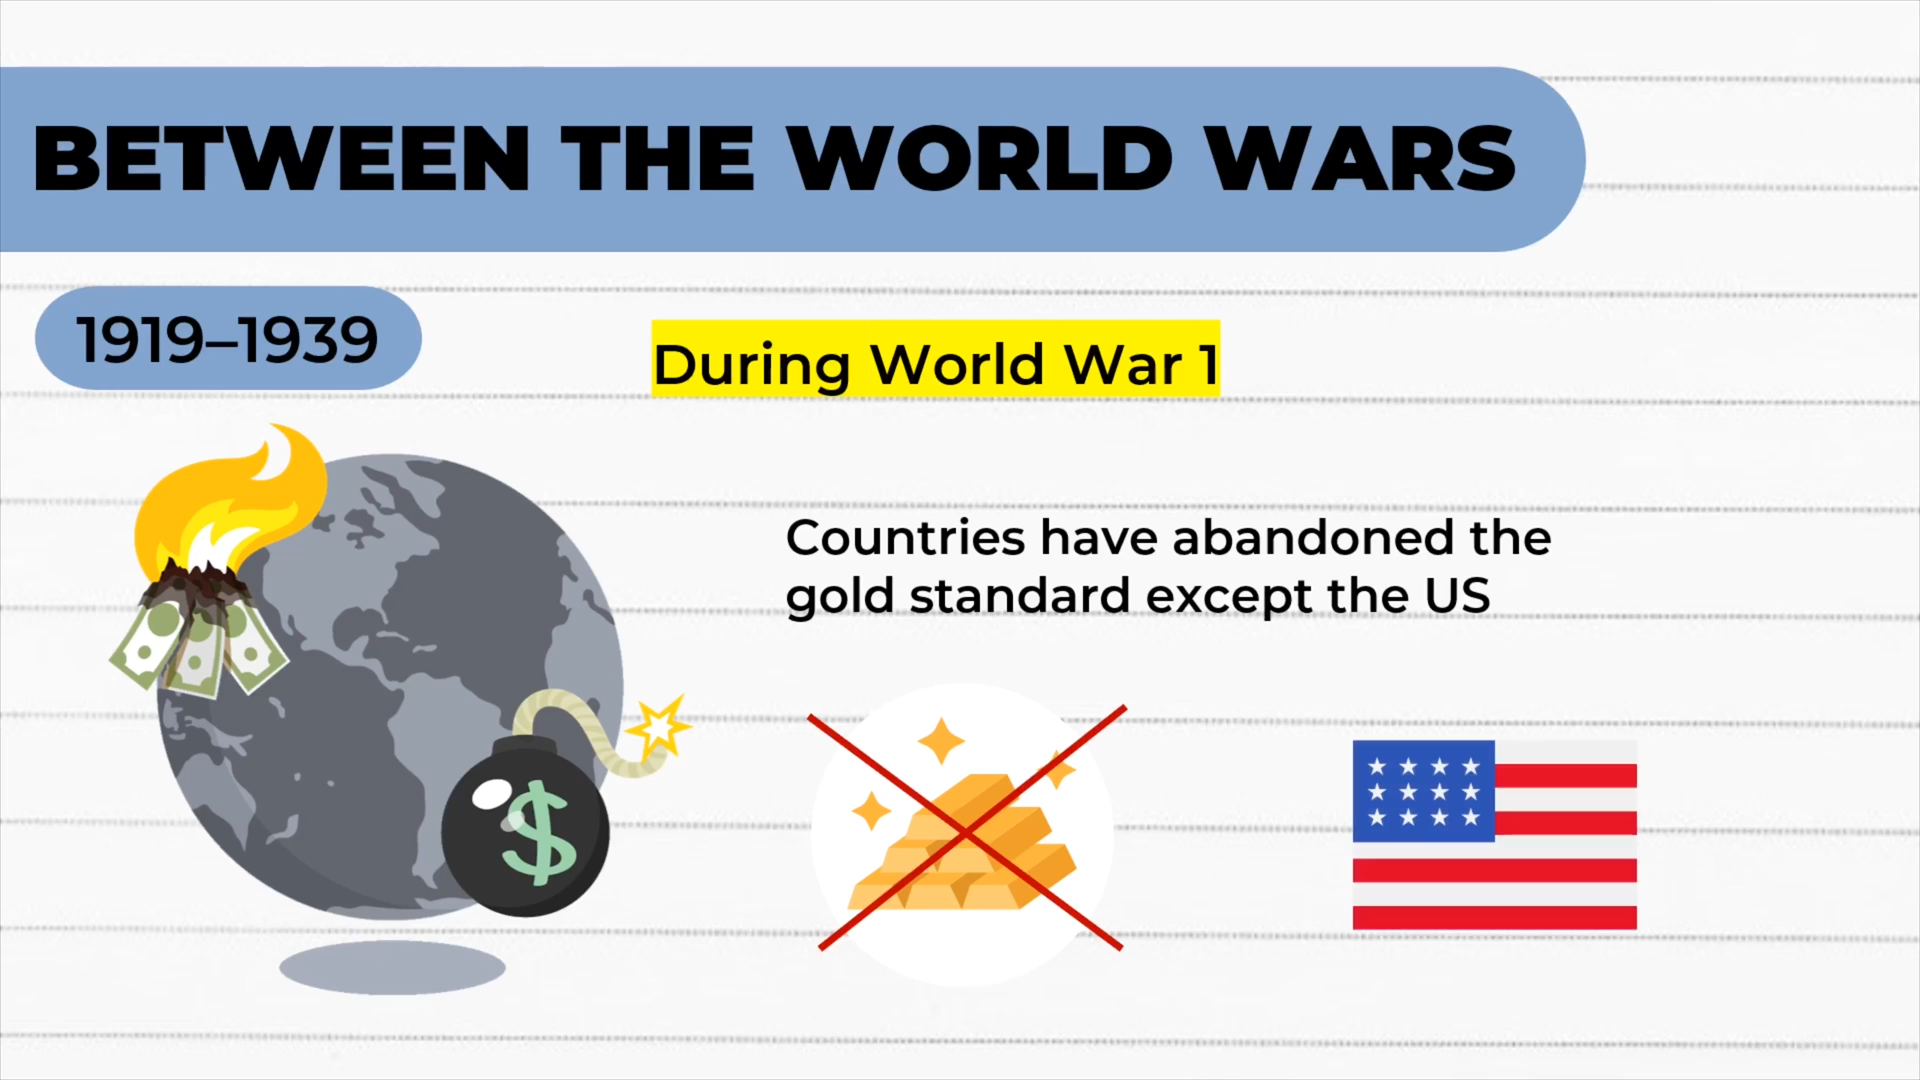 BETWEEN THE WORLD WARS
1919–1939
During World War 1
Countries have abandoned the
gold standard except the US
$